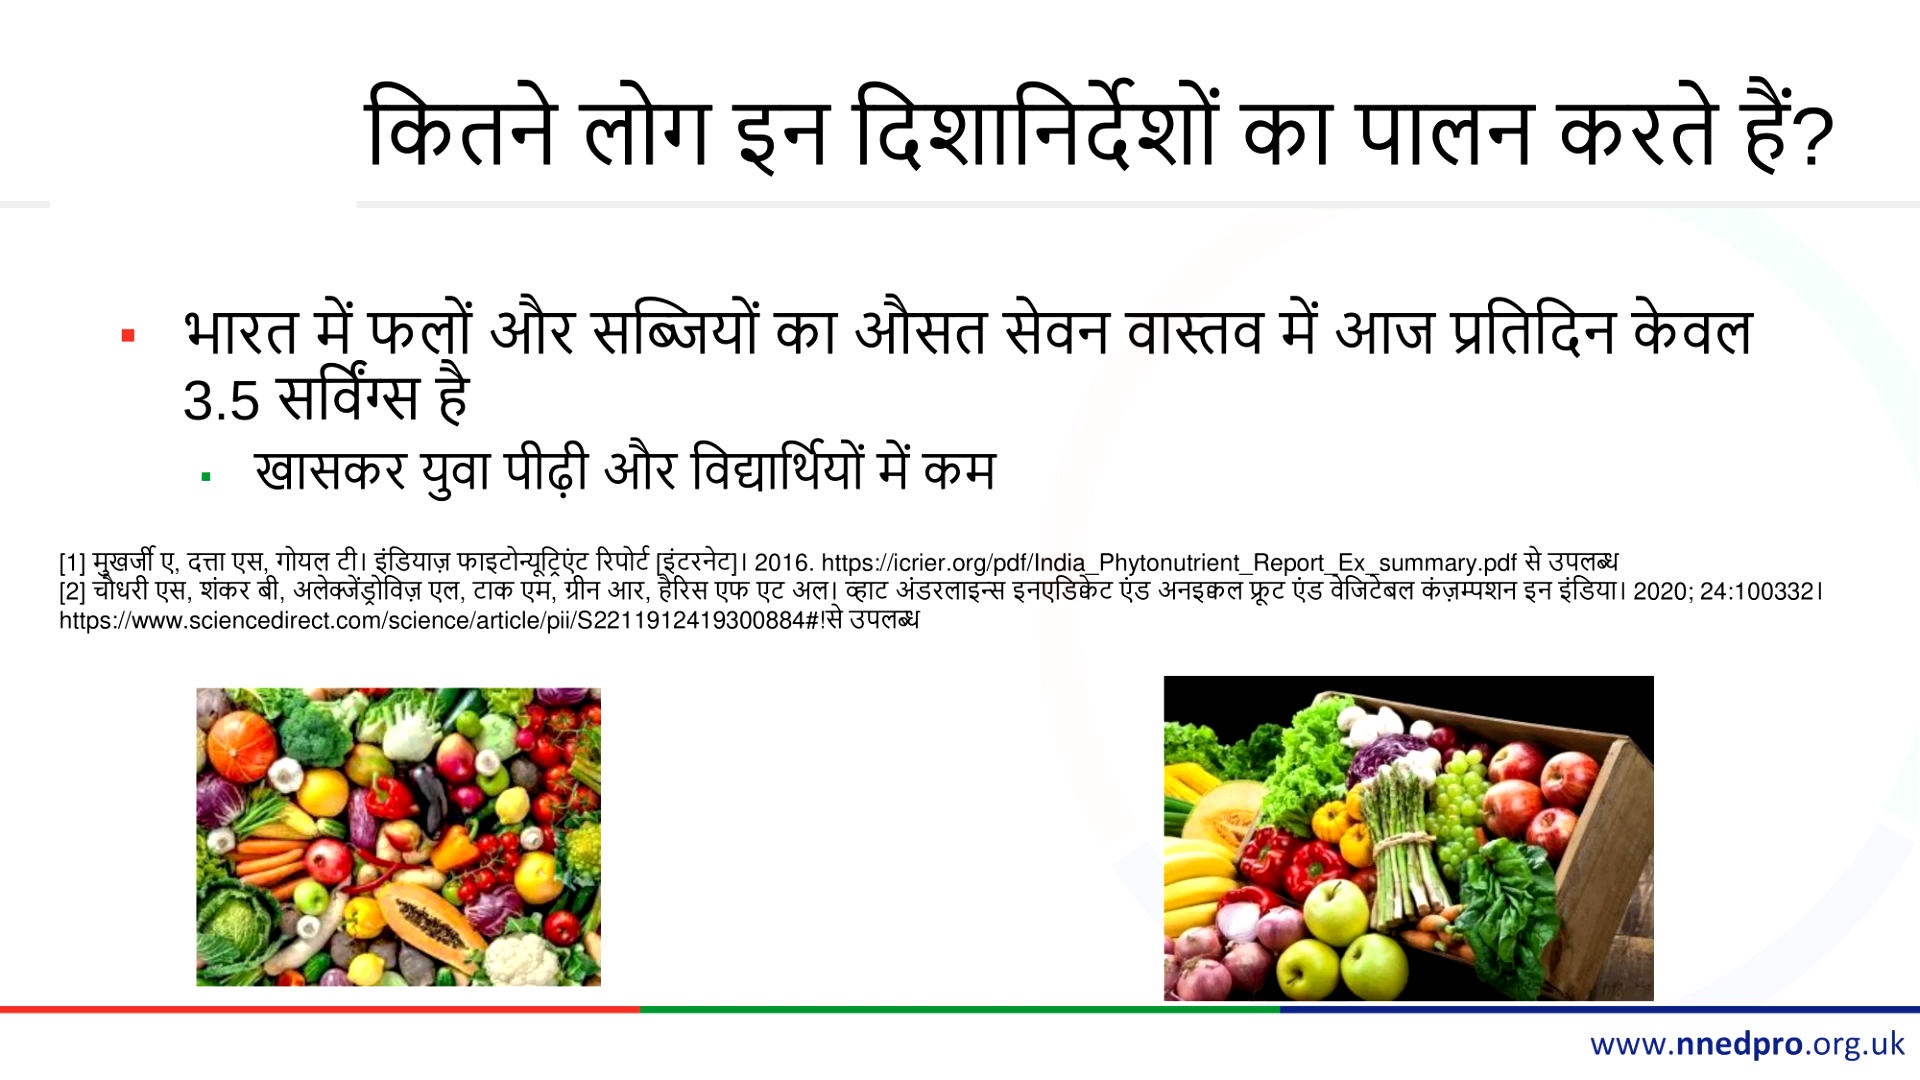 कितने लोग इन दिशानिर्देशों का पालन करते हैं?
भारत में फलों और सब्जियों का औसत सेवन वास्तव में आज प्रतिदिन केवल
3.5 सर्विंग्स है
खासकर युवा पीढ़ी और विद्यार्थियों में कम
[1] मुखर्जी ए, दत्ता एस, गोयल टी। इंडियाज़ फाइटोन्यूट्रिएंट रिपोर्ट [इंटरनेट]। 2016. https://icrier.org/pdf/India_Phytonutrient_Report_Ex_summary.pdf से उपलब्ध
[2] चौधरी एस, शंकर बी, अलेक्जेंड्रोविज़ एल, टाक एम, ग्रीन आर, हैरिस एफ एट अल। व्हाट अंडरलाइन्स इनएडिकेट एंड अनइकल फ्रूट एंड वेजिटेबल कंज़म्पशन इन इंडिया। 2020; 24:100332।
https://www.sciencedirect.com/science/article/pii/S2211912419300884#!से उपलब्ध
www.nnedpro.org.uk